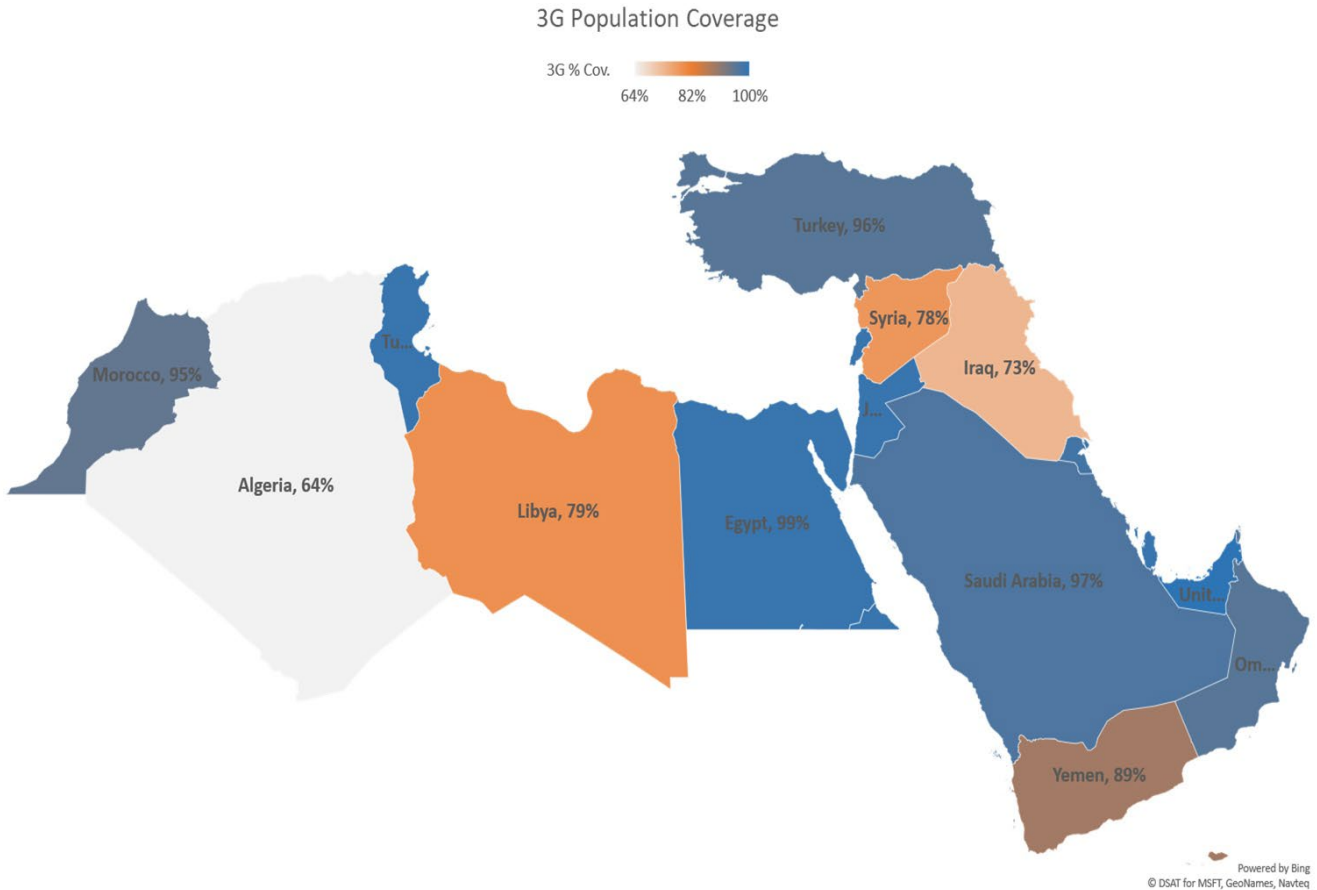 3G Population Coverage
3G % Cov.
64% 82% 100%
Turkey, 96%
Syria, 78%
Tu...
Iraq, 73%
Morocco, 95%
J...
Algeria, 64%
Libya, 79%
Egypt, 99%
Saudi Arabia, 97%
Unit...
Om...
Yemen, 89%
Powered by Bing
© DSAT for MSFT, GeoNames, Navteq